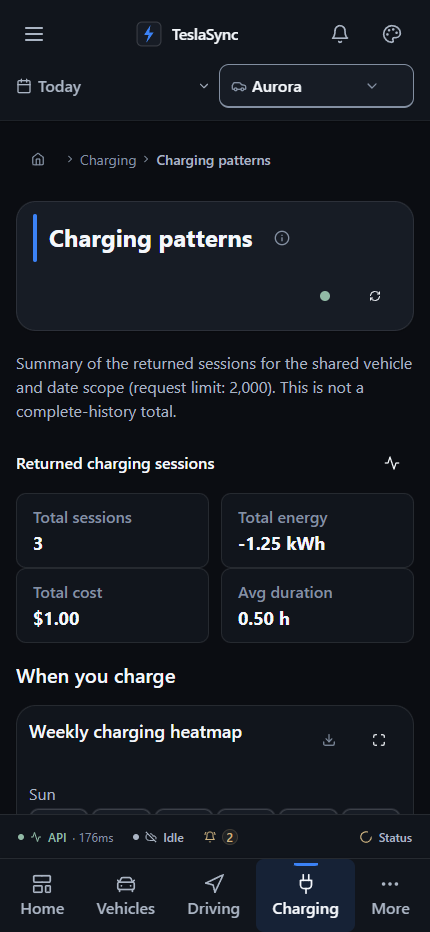 TeslaSync
Today
Aurora
Charging
Charging patterns
Charging patterns
Summary of the returned sessions for the shared vehicle
and date scope (request limit: 2,000). This is not a
complete-history total.
Returned charging sessions
Total sessions
3
Total energy
-1.25 kWh
Total cost
$1.00
Avg duration
0.50 h
When you charge
Weekly charging heatmap
Sun
API · 176ms
Idle
2
Status
Home
Vehicles
Driving
Charging
More